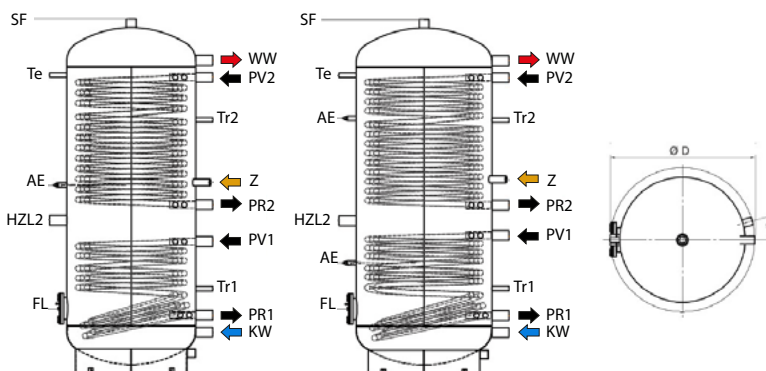 SF
WW
Te
PV2
Tr2
AE
Z
PR2
HZL2
PV1
Tr1
FL
PR1
KW
SF
WW
Te
PV2
AE
Tr2
Z
PR2
HZL2
PV1
AE
Tr1
FL
PR1
KW
Ø D